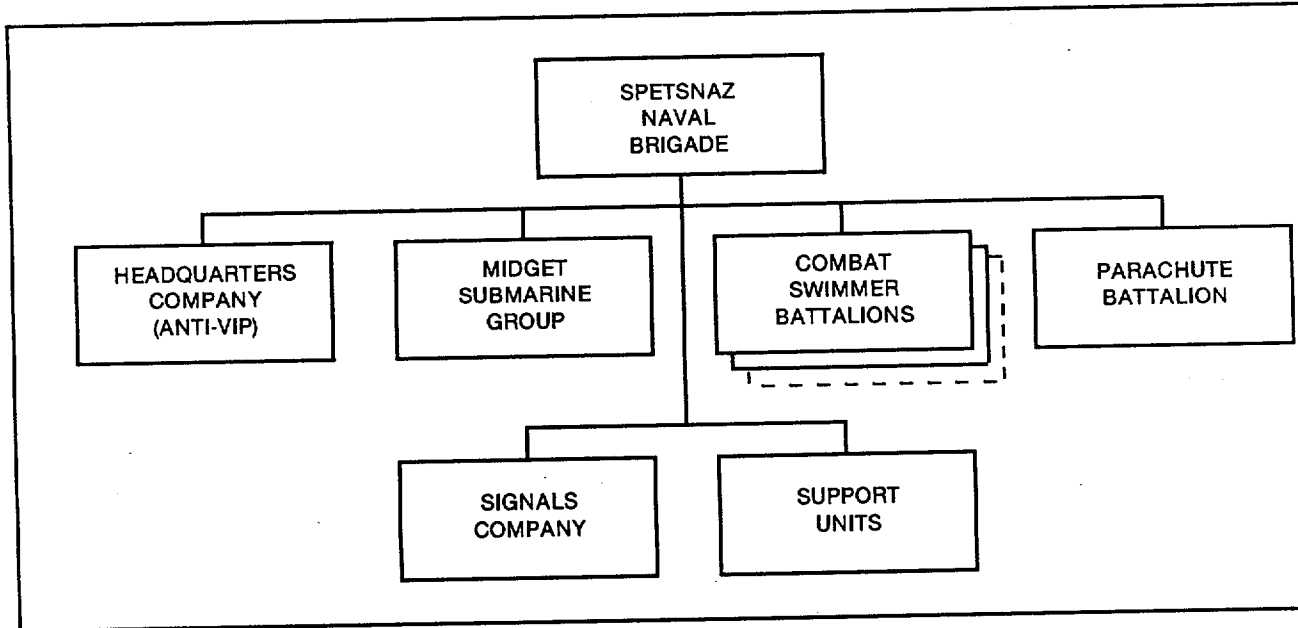 SPETSNAZ
NAVAL
BRIGADE
HEADQUARTERS
COMPANY
(ANTI-VIP)
MIDGET
SUBMARINE
GROUP
COMBAT
SWIMMER
BATTALIONS
PARACHUTE
BATTALION
SIGNALS
COMPANY
SUPPORT
UNITS